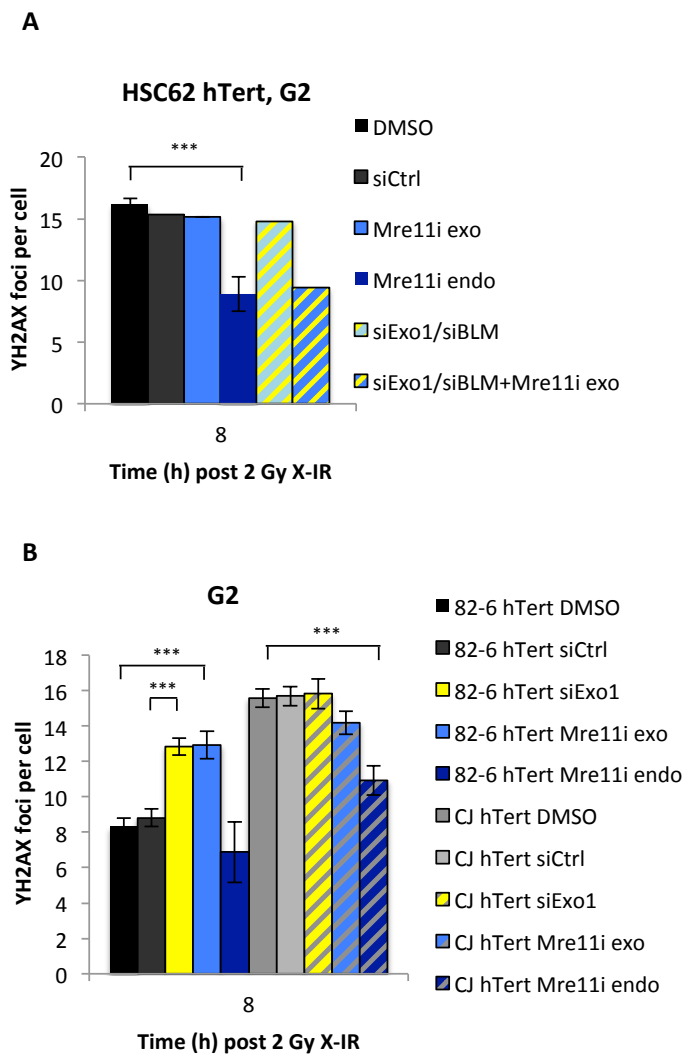 A
HSC62 hTert, G2
DMSO
siCtrl
Mre11i exo
Mre11i endo
siExo1/siBLM
siExo1/siBLM+Mre11i exo
***
20
15
10
5
0
YH2AX foci per cell
8
Time (h) post 2 Gy X-IR
B
G2
82-6 hTert DMSO
82-6 hTert siCtrl
82-6 hTert siExo1
82-6 hTert Mre11i exo
82-6 hTert Mre11i endo
CJ hTert DMSO
CJ hTert siCtrl
CJ hTert siExo1
CJ hTert Mre11i exo
CJ hTert Mre11i endo
***
***
***
18
16
14
12
10
8
6
4
2
0
YH2AX foci per cell
8
Time (h) post 2 Gy X-IR